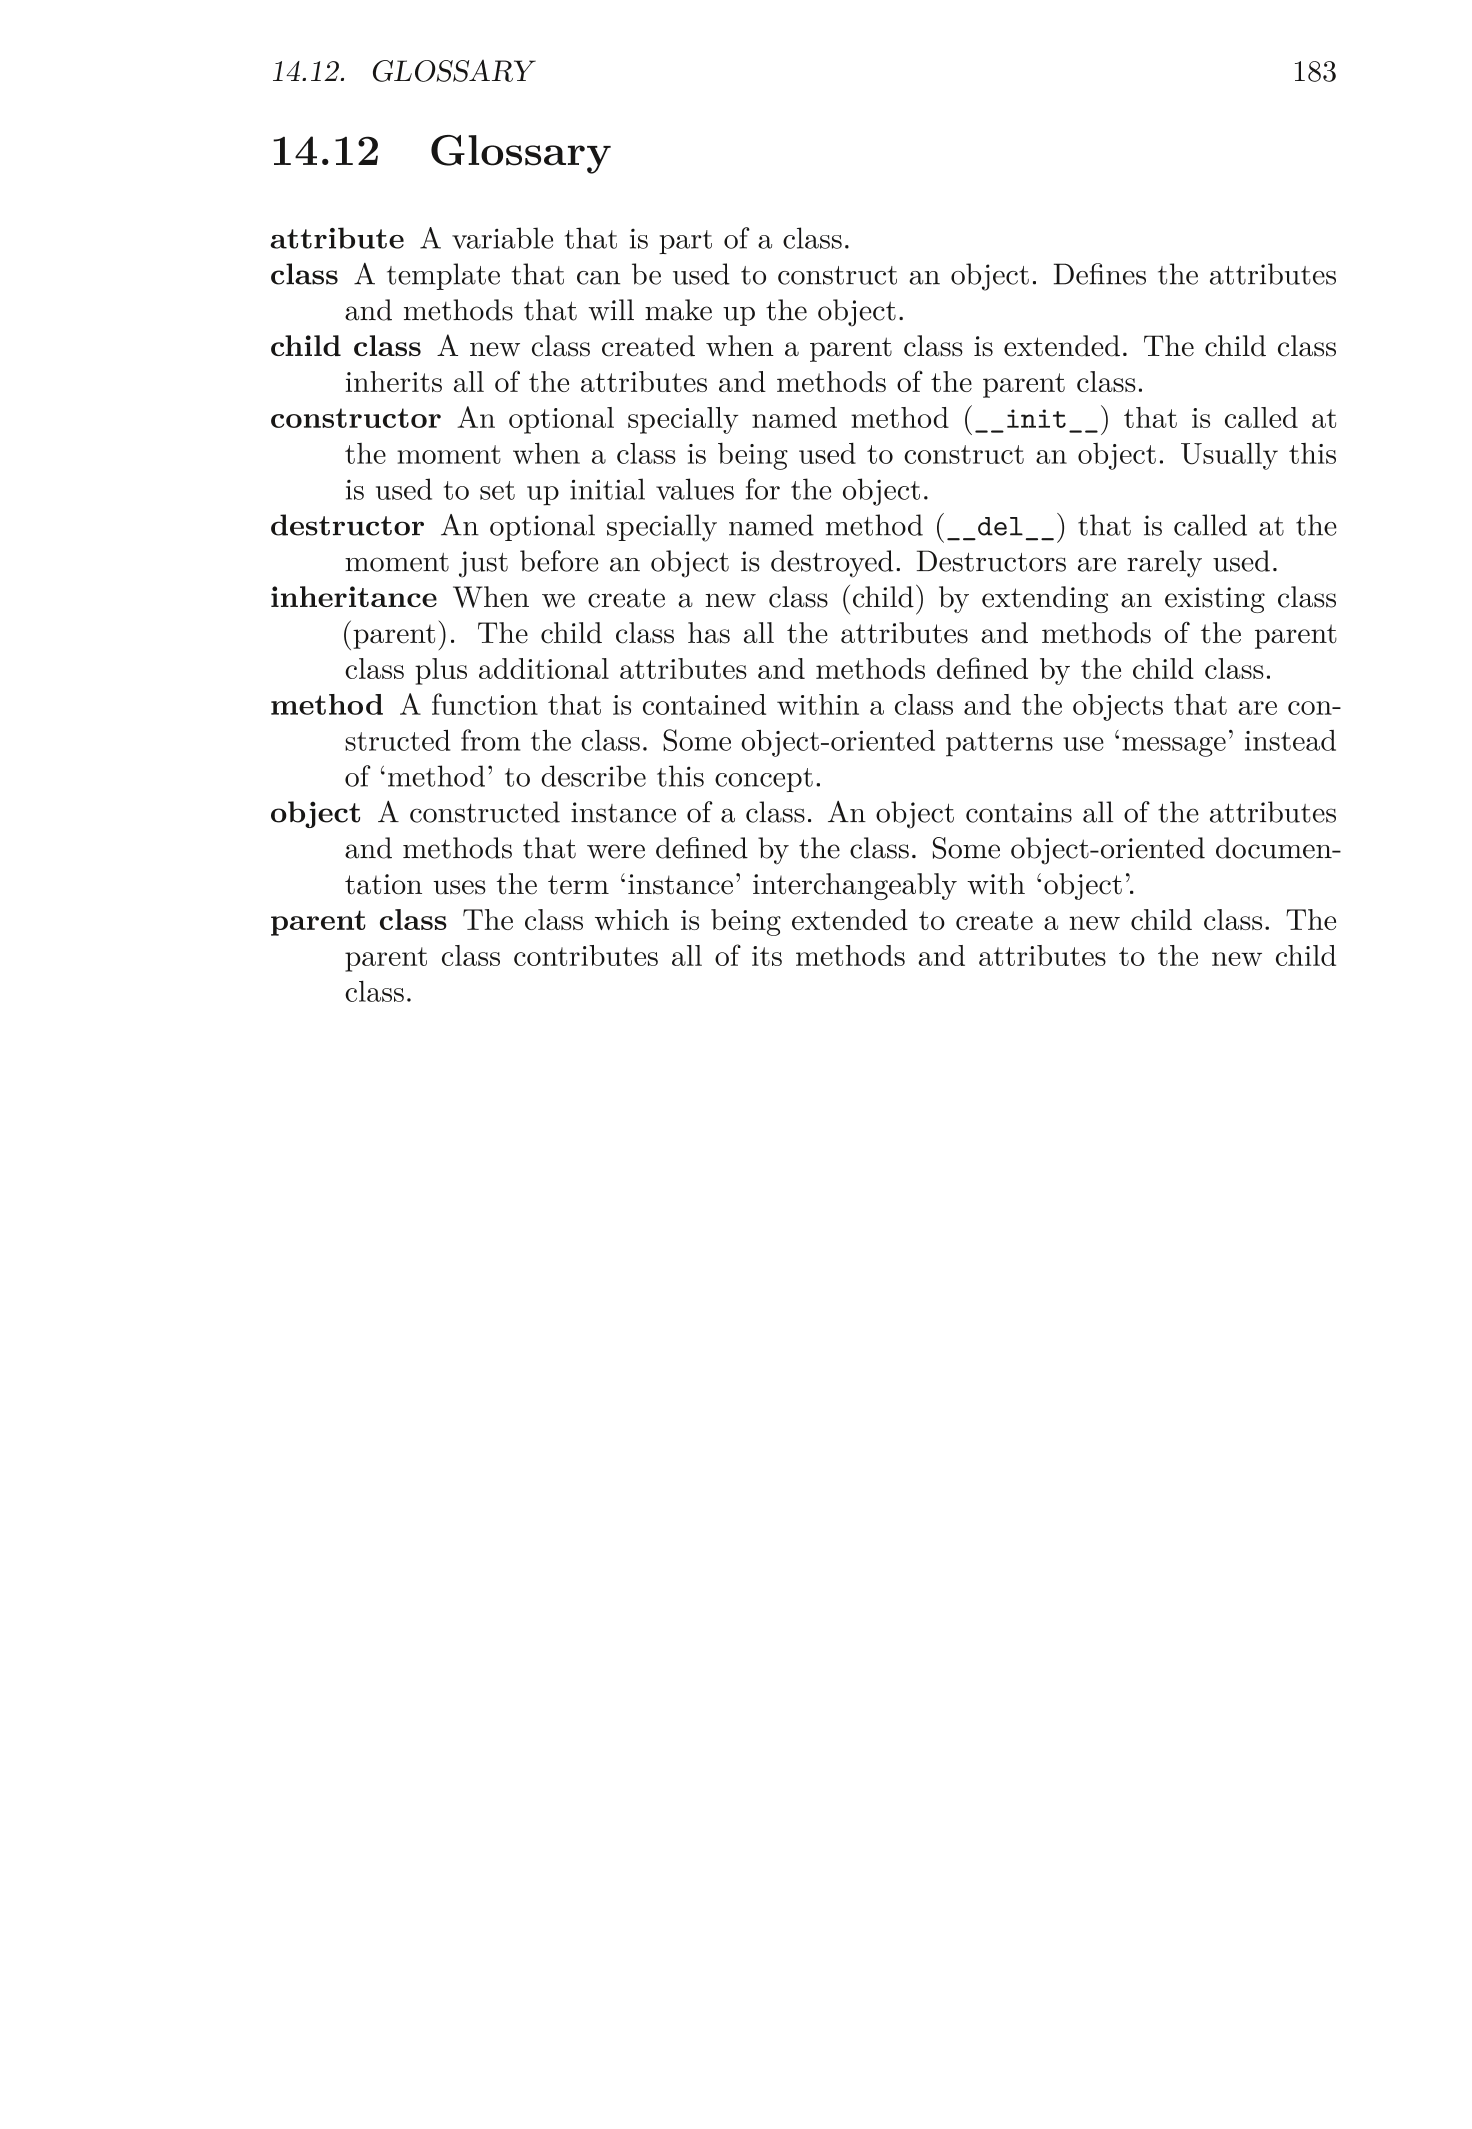 14.12. GLOSSARY 183
14.12 Glossary
attribute A variable that is part of a class.
class A template that can be used to construct an object. Defines the attributes
and methods that will make up the object.
child class A new class created when a parent class is extended. The child class
inherits all of the attributes and methods of the parent class.
constructor An optional specially named method (__init__) that is called at
the moment when a class is being used to construct an object. Usually this
is used to set up initial values for the object.
destructor An optional specially named method (__del__) that is called at the
moment just before an object is destroyed. Destructors are rarely used.
inheritance When we create a new class (child) by extending an existing class
(parent). The child class has all the attributes and methods of the parent
class plus additional attributes and methods defined by the child class.
method A function that is contained within a class and the objects that are con-
structed from the class. Some object-oriented patterns use ‘message’ instead
of ‘method’ to describe this concept.
object A constructed instance of a class. An object contains all of the attributes
and methods that were defined by the class. Some object-oriented documen-
tation uses the term ‘instance’ interchangeably with ‘object’.
parent class The class which is being extended to create a new child class. The
parent class contributes all of its methods and attributes to the new child
class.